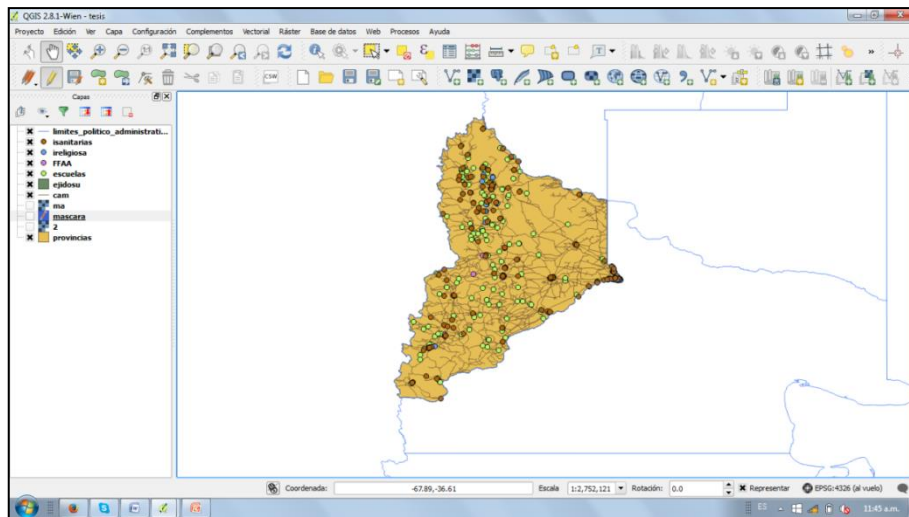 QGIS 2.8.1-Wien - tesis
Proyecto Edición Ver Capa Configuración Complementos Vectorial Ráster Base de datos Web Procesos Ayuda
CSW
Capas
limites_politico_administrati...
isanitarias
ireligiosa
FFAA
escuelas
ejidosu
cam
ma
mascara
2
provincias
Coordenada: -67.89,-36.61 Escala 1:2,752,121 Rotación: 0.0 Representar EPSG:4326 (al vuelo)
ES 11:45 a.m.